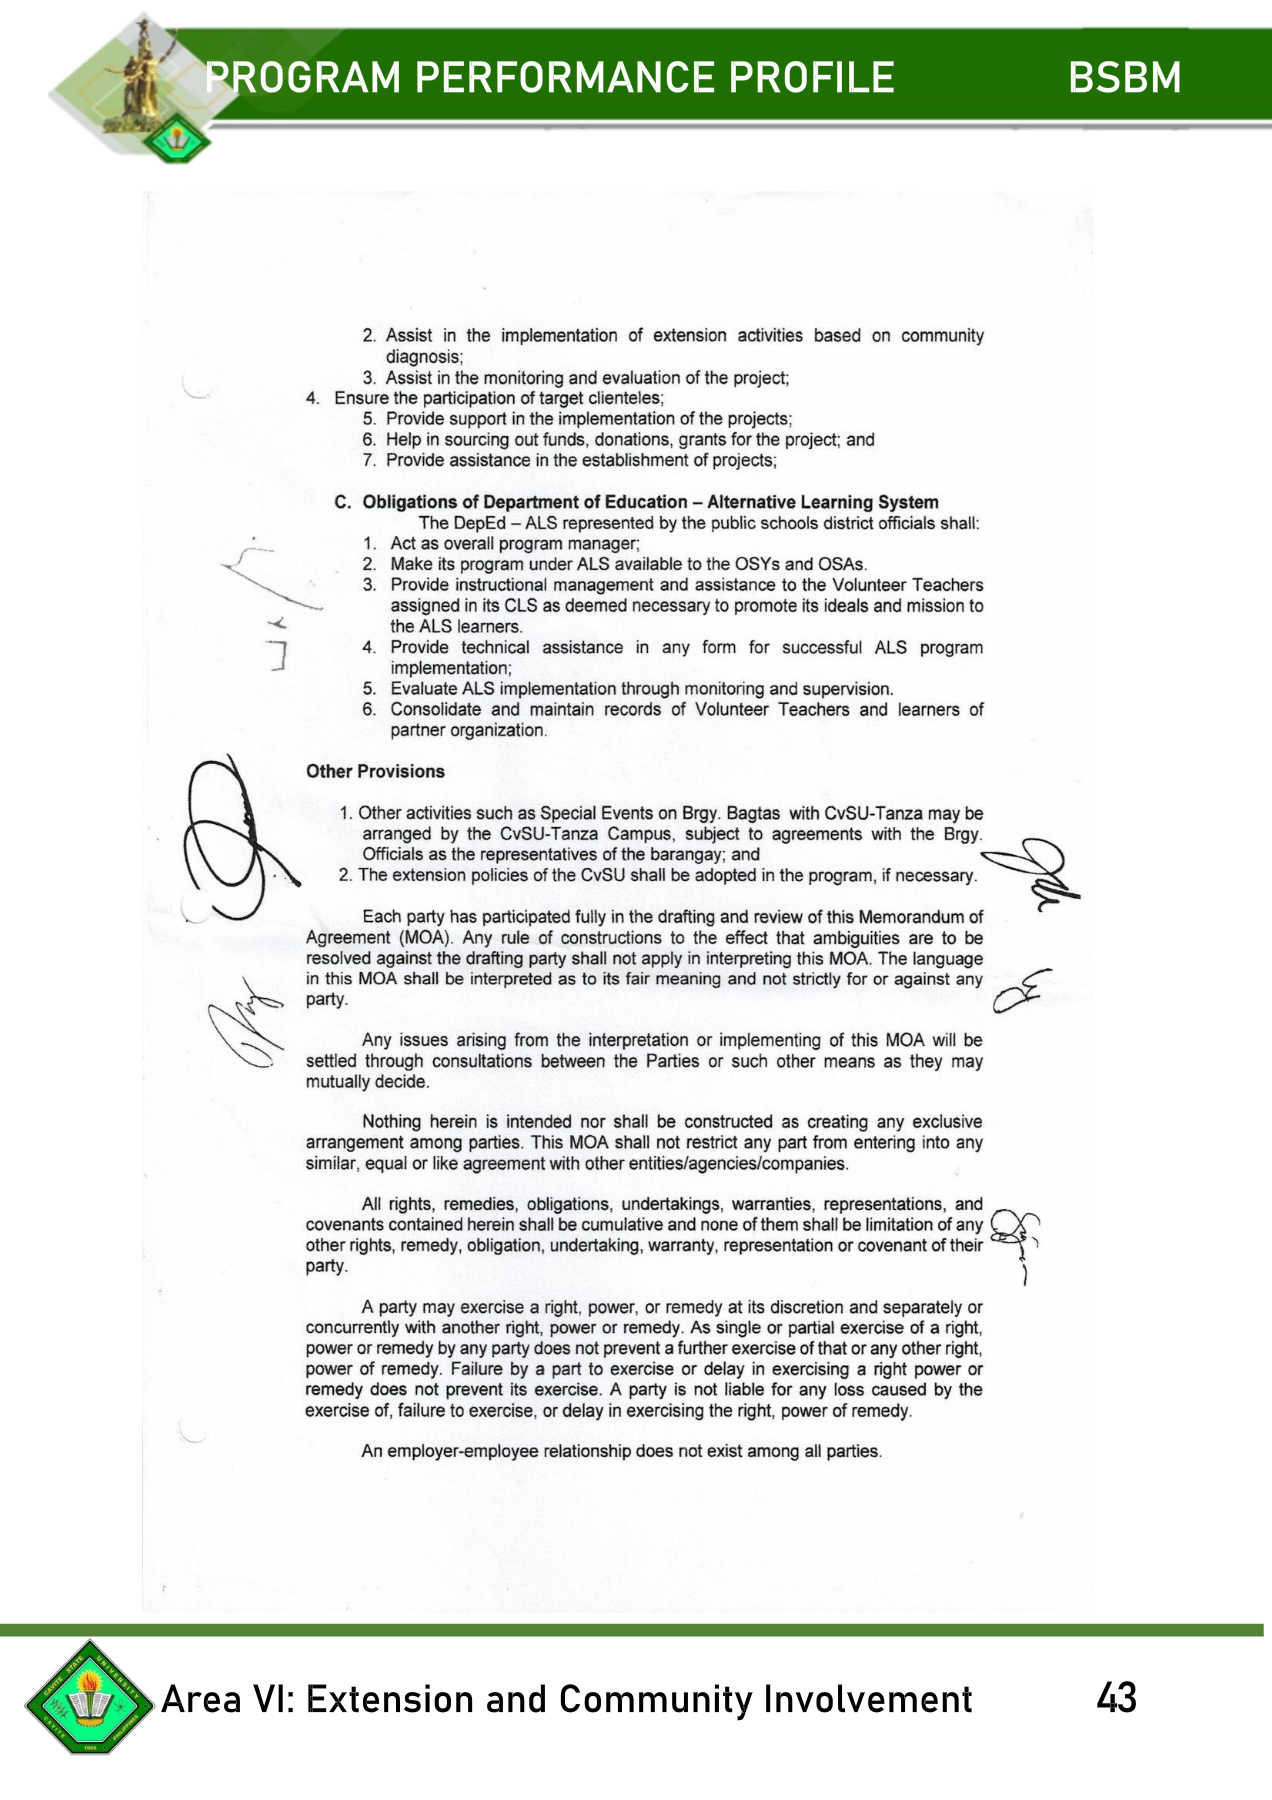 PROGRAM PERFORMANCE PROFILE BSBM
2. Assist in the implementation of extension activities based on community
diagnosis;
3. Assist in the monitoring and evaluation of the project;
4. Ensure the participation of target clienteles;
5. Provide support in the implementation of the projects;
6. Help in sourcing out funds, donations, grants for the project; and
7. Provide assistance in the establishment of projects;
C. Obligations of Department of Education – Alternative Learning System
The DepEd – ALS represented by the public schools district officials shall:
1. Act as overall program manager;
2. Make its program under ALS available to the OSYs and OSAs.
3. Provide instructional management and assistance to the Volunteer Teachers
assigned in its CLS as deemed necessary to promote its ideals and mission to
the ALS learners.
4. Provide technical assistance in any form for successful ALS program
implementation;
5. Evaluate ALS implementation through monitoring and supervision.
6. Consolidate and maintain records of Volunteer Teachers and learners of
partner organization.
Other Provisions
1. Other activities such as Special Events on Brgy. Bagtas with CvSU-Tanza may be
arranged by the CvSU-Tanza Campus, subject to agreements with the Brgy.
Officials as the representatives of the barangay; and
2. The extension policies of the CvSU shall be adopted in the program, if necessary.
Each party has participated fully in the drafting and review of this Memorandum of
Agreement (MOA). Any rule of constructions to the effect that ambiguities are to be
resolved against the drafting party shall not apply in interpreting this MOA. The language
in this MOA shall be interpreted as to its fair meaning and not strictly for or against any
party.
Any issues arising from the interpretation or implementing of this MOA will be
settled through consultations between the Parties or such other means as they may
mutually decide.
Nothing herein is intended nor shall be constructed as creating any exclusive
arrangement among parties. This MOA shall not restrict any part from entering into any
similar, equal or like agreement with other entities/agencies/companies.
All rights, remedies, obligations, undertakings, warranties, representations, and
covenants contained herein shall be cumulative and none of them shall be limitation of any
other rights, remedy, obligation, undertaking, warranty, representation or covenant of their
party.
A party may exercise a right, power, or remedy at its discretion and separately or
concurrently with another right, power or remedy. As single or partial exercise of a right,
power or remedy by any party does not prevent a further exercise of that or any other right,
power of remedy. Failure by a part to exercise or delay in exercising a right power or
remedy does not prevent its exercise. A party is not liable for any loss caused by the
exercise of, failure to exercise, or delay in exercising the right, power of remedy.
An employer-employee relationship does not exist among all parties.
CAVITE STATE UNIVERSITY
CAVITE PHILIPPINES
1906
Area VI: Extension and Community Involvement 43